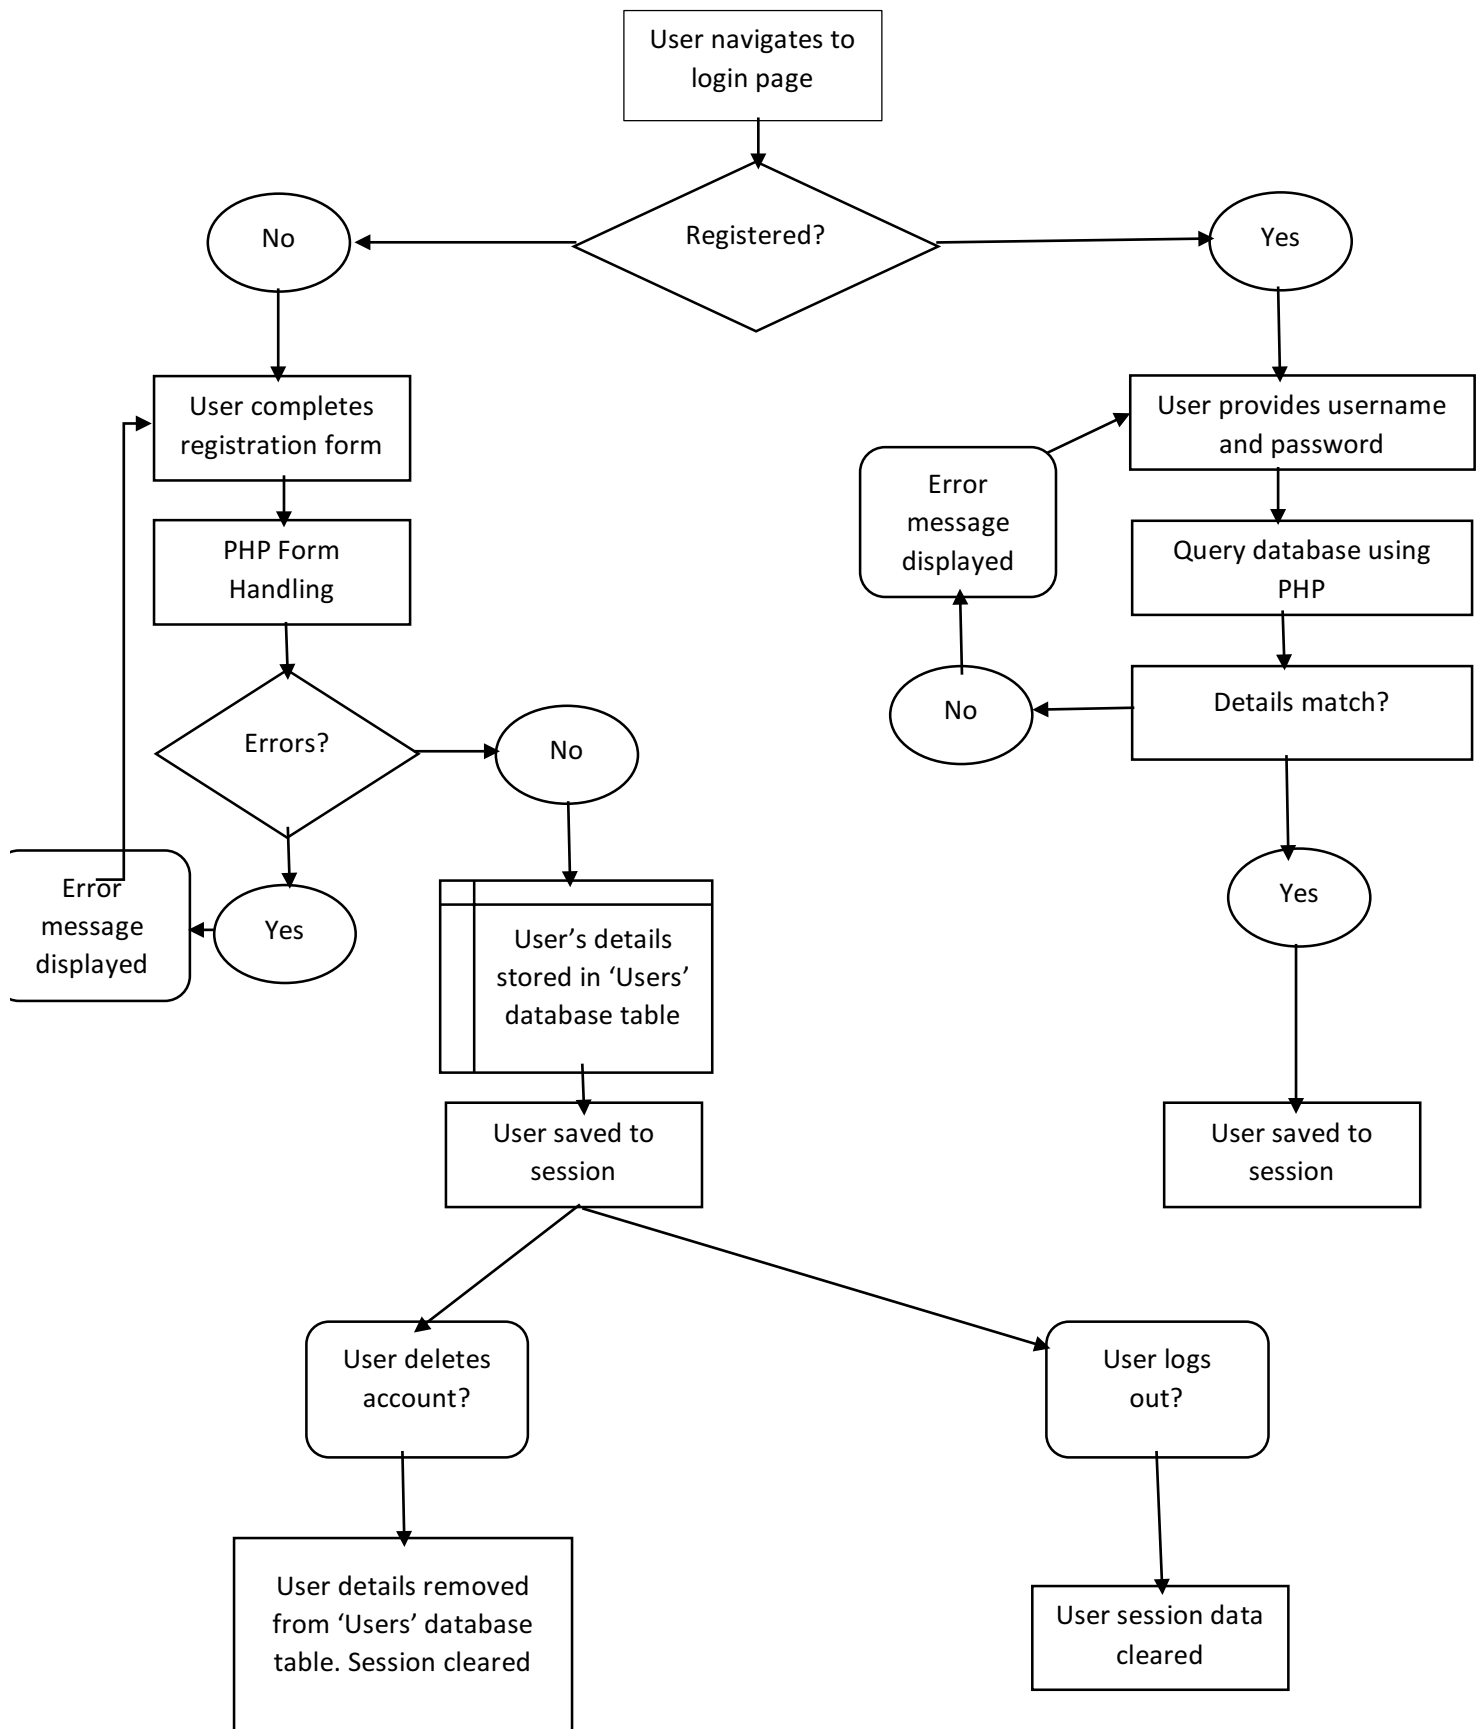 User navigates to
login page
Registered?
No
Yes
User completes
registration form
User provides username
and password
Error
message
displayed
PHP Form
Handling
Query database using
PHP
Details match?
No
Errors?
No
Yes
Error
message
displayed
Yes
User’s details
stored in ‘Users’
database table
User saved to
session
User saved to
session
User deletes
account?
User logs
out?
User details removed
from ‘Users’ database
table. Session cleared
User session data
cleared